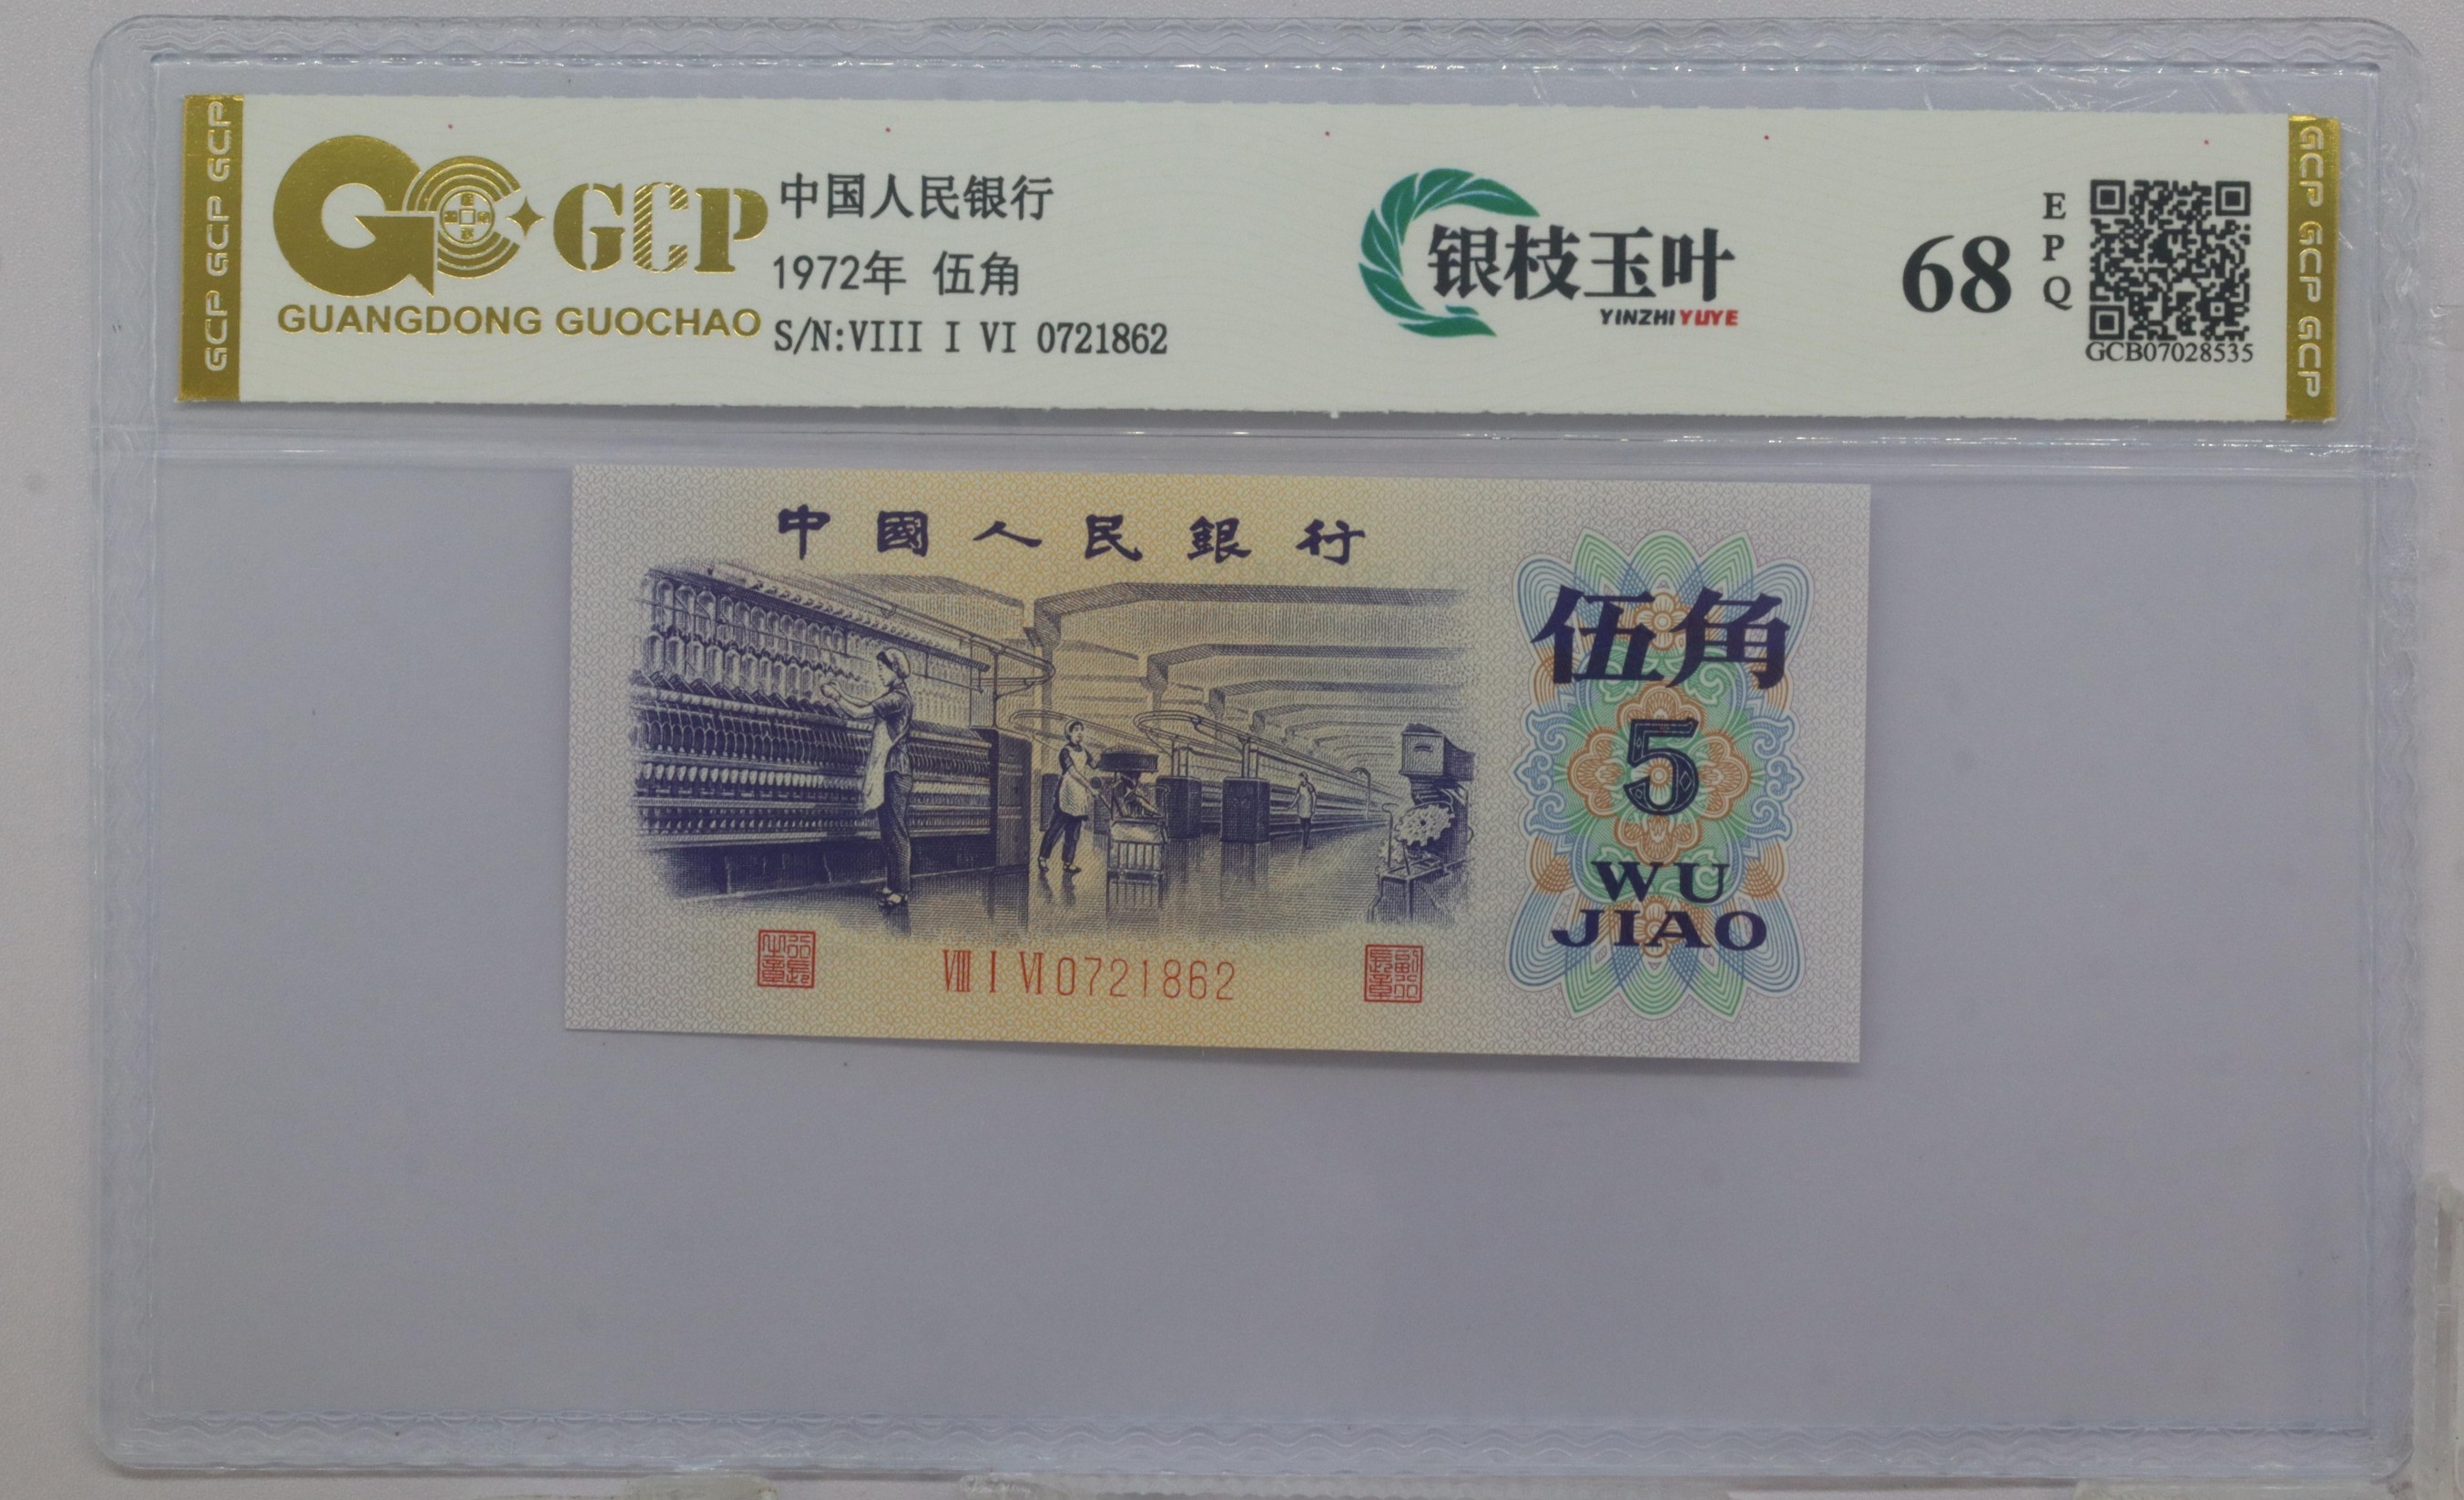 GCP GCP GCP
GCP
GUANGDONG GUOCHAO
中国人民银行
1972年 伍角
S/N:VIII I VI 0721862
银枝玉叶
YINZHIYUYE
68
EPQ
GCB07028535
GCP GCP GCP
中國人民銀行
伍角
5
WU
JIAO
VIII I VI 0721862